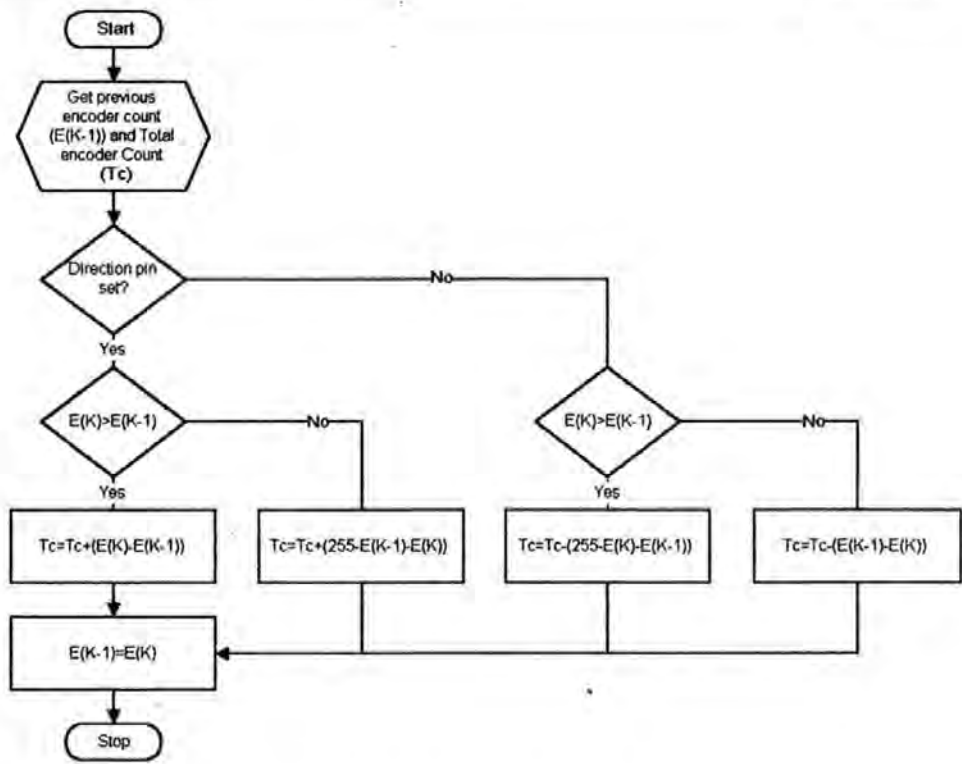 Start
Get previous
encoder count
(E(K-1)) and Total
encoder Count
(Tc)
Direction pin
set?
No
Yes
E(K)>E(K-1)
No
E(K)>E(K-1)
No
Yes
Yes
Tc=Tc+(E(K)-E(K-1))
Tc=Tc+(255-E(K-1)-E(K))
Tc=Tc-(255-E(K)-E(K-1))
Tc=Tc-(E(K-1)-E(K))
E(K-1)=E(K)
Stop